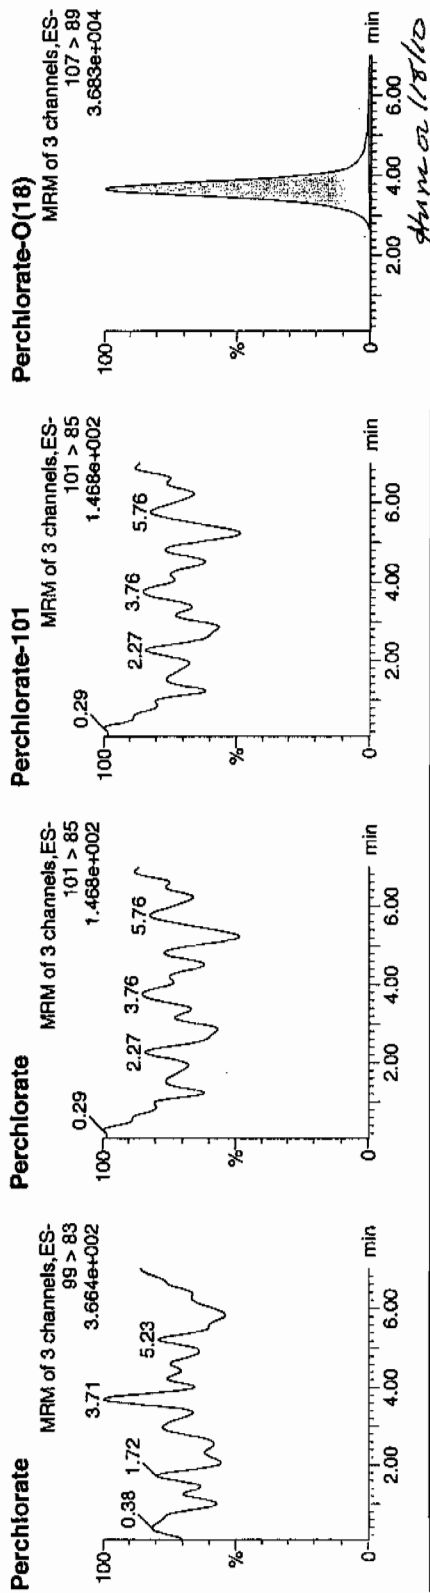 Perchlorate
MRM of 3 channels,ES-
99 > 83
3.664e+002
100
%
0
0.38
1.72
3.71
5.23
2.00
4.00
6.00
min
Perchlorate
MRM of 3 channels,ES-
101 > 85
1.468e+002
100
%
0
0.29
2.27
3.76
5.76
2.00
4.00
6.00
min
Perchlorate-101
MRM of 3 channels,ES-
101 > 85
1.468e+002
100
%
0
0.29
2.27
3.76
5.76
2.00
4.00
6.00
min
Perchlorate-O(18)
MRM of 3 channels,ES-
107 > 89
3.683e+004
100
%
0
2.00
4.00
6.00
min